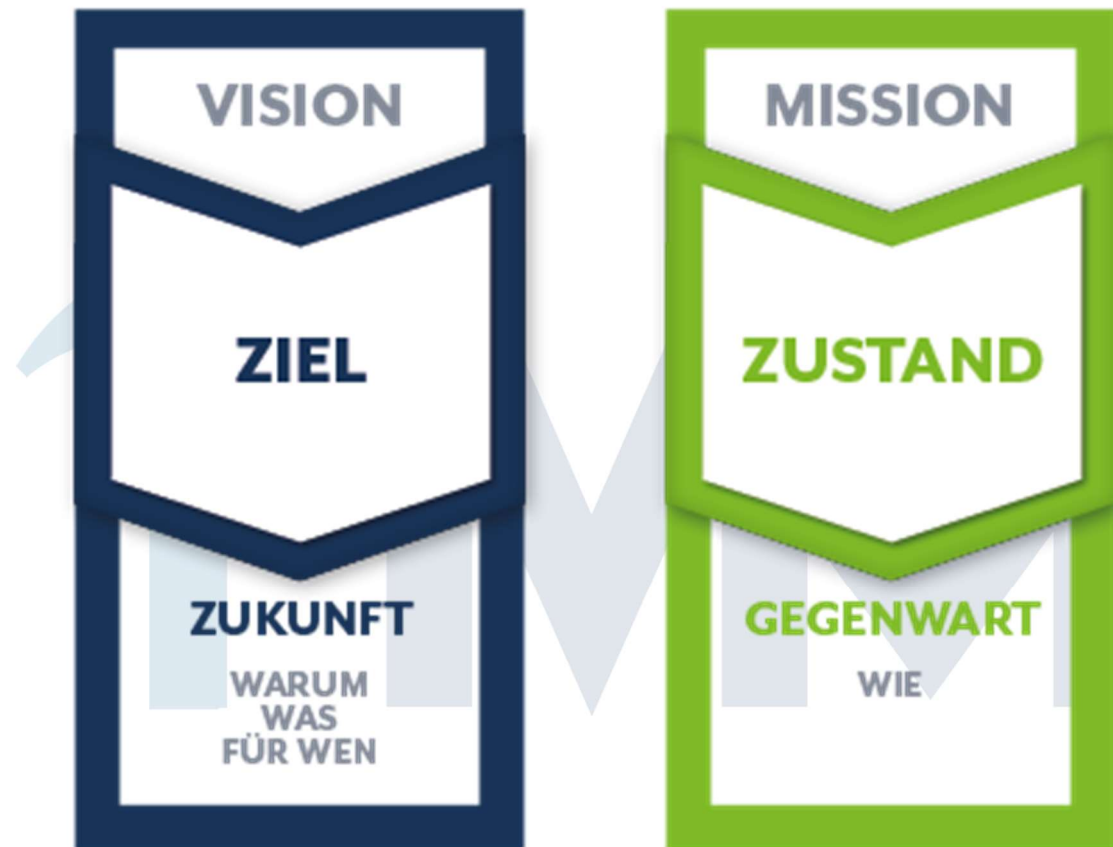 VISION
ZIEL
ZUKUNFT
WARUM
WAS
FÜR WEN
MISSION
ZUSTAND
GEGENWART
WIE